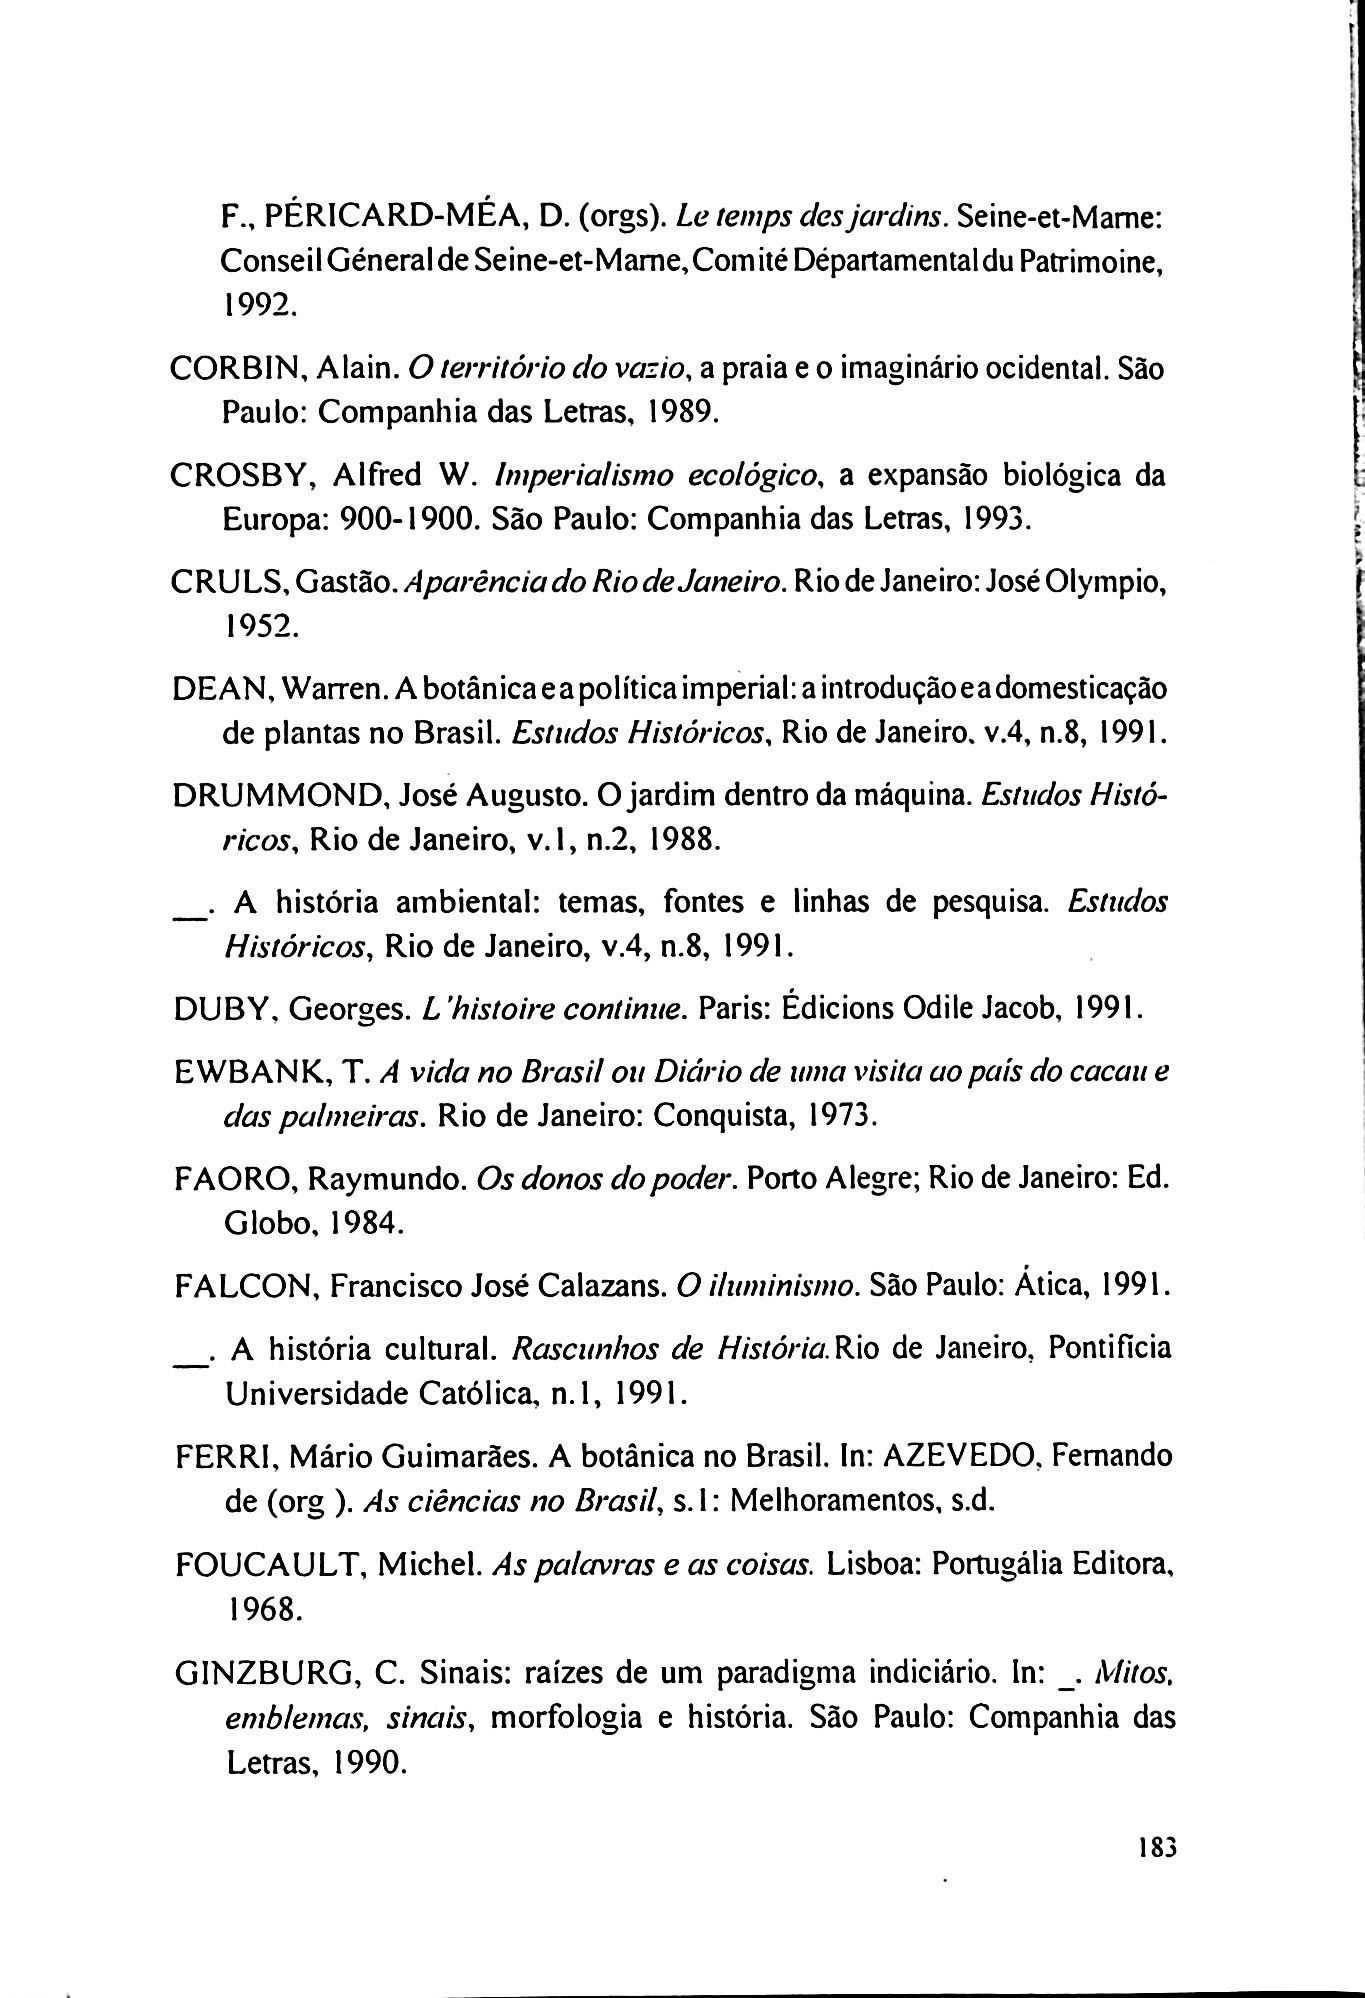 F., PÉRICARD-MÉA, D. (orgs). Le temps des jardins. Seine-et-Marne:
Conseil Géneral de Seine-et-Marne, Comité Départamental du Patrimoine,
1992.
CORBIN, Alain. O território do vazio, a praia e o imaginário ocidental. São
Paulo: Companhia das Letras, 1989.
CROSBY, Alfred W. Imperialismo ecológico, a expansão biológica da
Europa: 900-1900. São Paulo: Companhia das Letras, 1993.
CRULS, Gastão. Aparência do Rio de Janeiro. Rio de Janeiro: José Olympio,
1952.
DEAN, Warren. A botânica e a política imperial: a introdução e a domesticação
de plantas no Brasil. Estudos Históricos, Rio de Janeiro, v.4, n.8, 1991.
DRUMMOND, José Augusto. O jardim dentro da máquina. Estudos Histó-
ricos, Rio de Janeiro, v.1, n.2, 1988.
__. A história ambiental: temas, fontes e linhas de pesquisa. Estudos
Históricos, Rio de Janeiro, v.4, n.8, 1991.
DUBY, Georges. L'histoire continue. Paris: Édicions Odile Jacob, 1991.
EWBANK, T. A vida no Brasil ou Diário de uma visita ao país do cacau e
das palmeiras. Rio de Janeiro: Conquista, 1973.
FAORO, Raymundo. Os donos do poder. Porto Alegre; Rio de Janeiro: Ed.
Globo, 1984.
FALCON, Francisco José Calazans. O iluminismo. São Paulo: Ática, 1991.
__. A história cultural. Rascunhos de História. Rio de Janeiro, Pontifícia
Universidade Católica, n.1, 1991.
FERRI, Mário Guimarães. A botânica no Brasil. In: AZEVEDO, Fernando
de (org ). As ciências no Brasil, s.l: Melhoramentos, s.d.
FOUCAULT, Michel. As palavras e as coisas. Lisboa: Portugália Editora,
1968.
GINZBURG, C. Sinais: raízes de um paradigma indiciário. In: _. Mitos,
emblemas, sinais, morfologia e história. São Paulo: Companhia das
Letras, 1990.
183